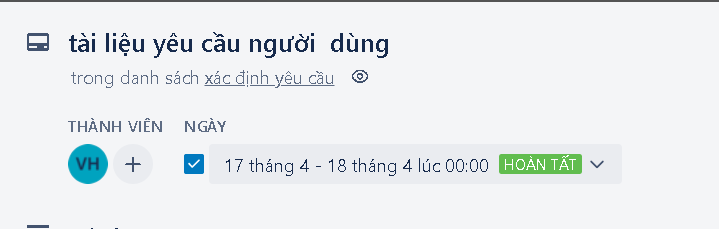 tài liệu yêu cầu người dùng
trong danh sách xác định yêu cầu
THÀNH VIÊN NGÀY
VH 17 tháng 4 - 18 tháng 4 lúc 00:00 HOÀN TẤT